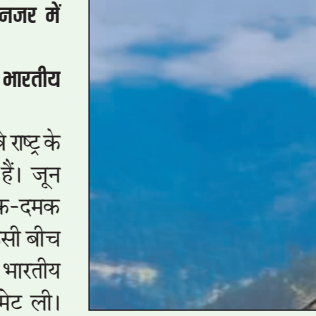 नजर में
भारतीय
राष्ट्र के
हैं। जून
दमक
बीच
भारतीय
ली।